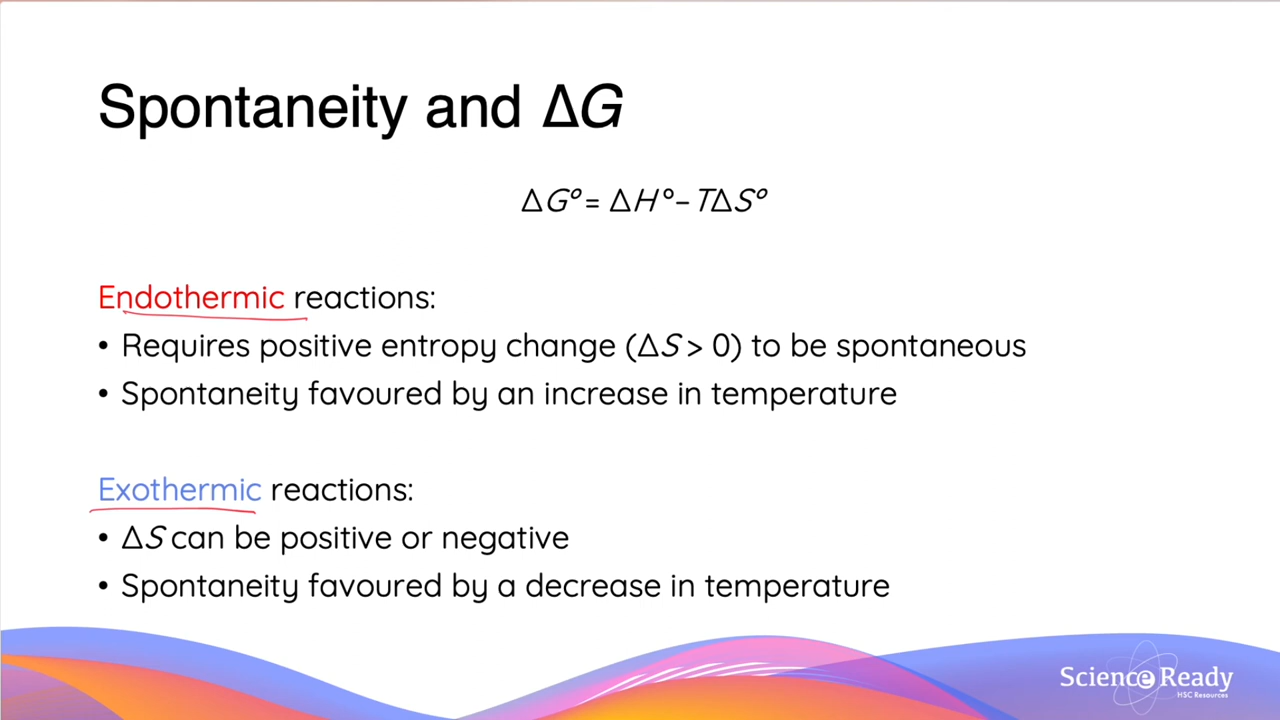 Spontaneity and ΔG
ΔG° = ΔH° – TΔS°
Endothermic reactions:
• Requires positive entropy change (ΔS > 0) to be spontaneous
• Spontaneity favoured by an increase in temperature
Exothermic reactions:
• ΔS can be positive or negative
• Spontaneity favoured by a decrease in temperature
Science Ready
HSC Resources